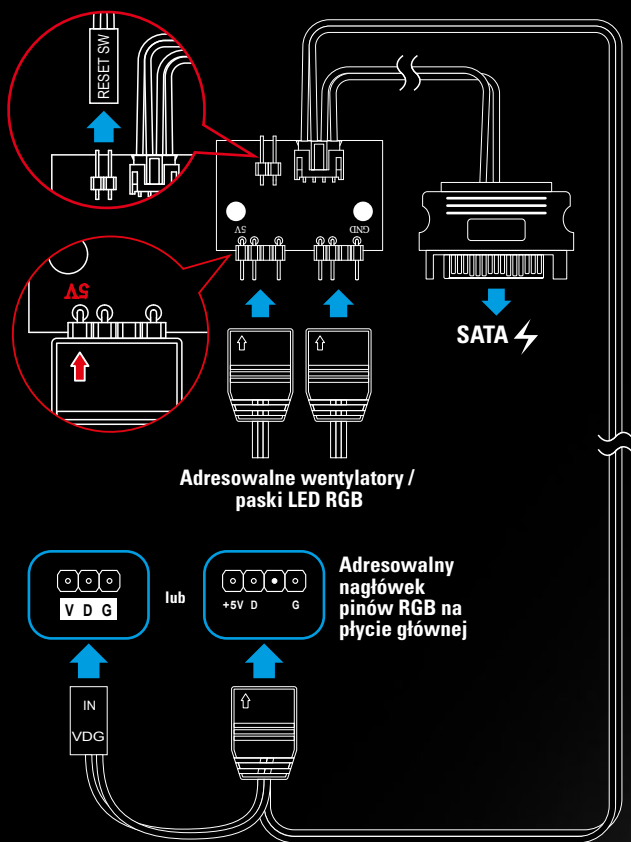 RESET SW
5V
GND
5V
SATA
Adresowalne wentylatory /
paski LED RGB
V D G
lub
+5V D G
Adresowalny
nagłówek
pinów RGB na
płycie głównej
IN
VDG